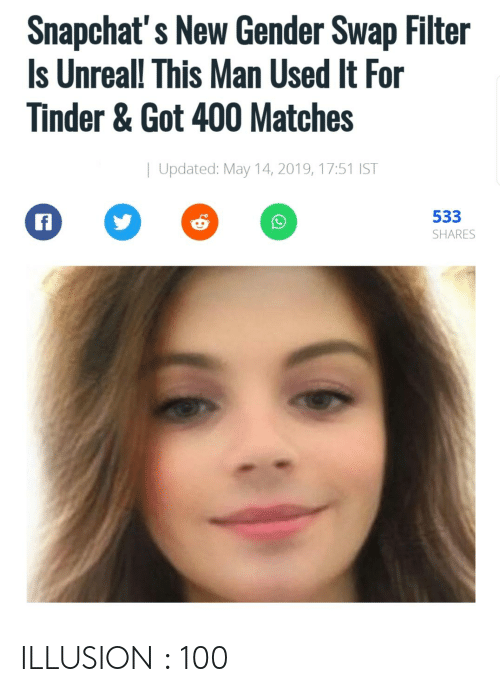 Snapchat's New Gender Swap Filter
Is Unreal! This Man Used It For
Tinder & Got 400 Matches
| Updated: May 14, 2019, 17:51 IST
533
SHARES
ILLUSION : 100